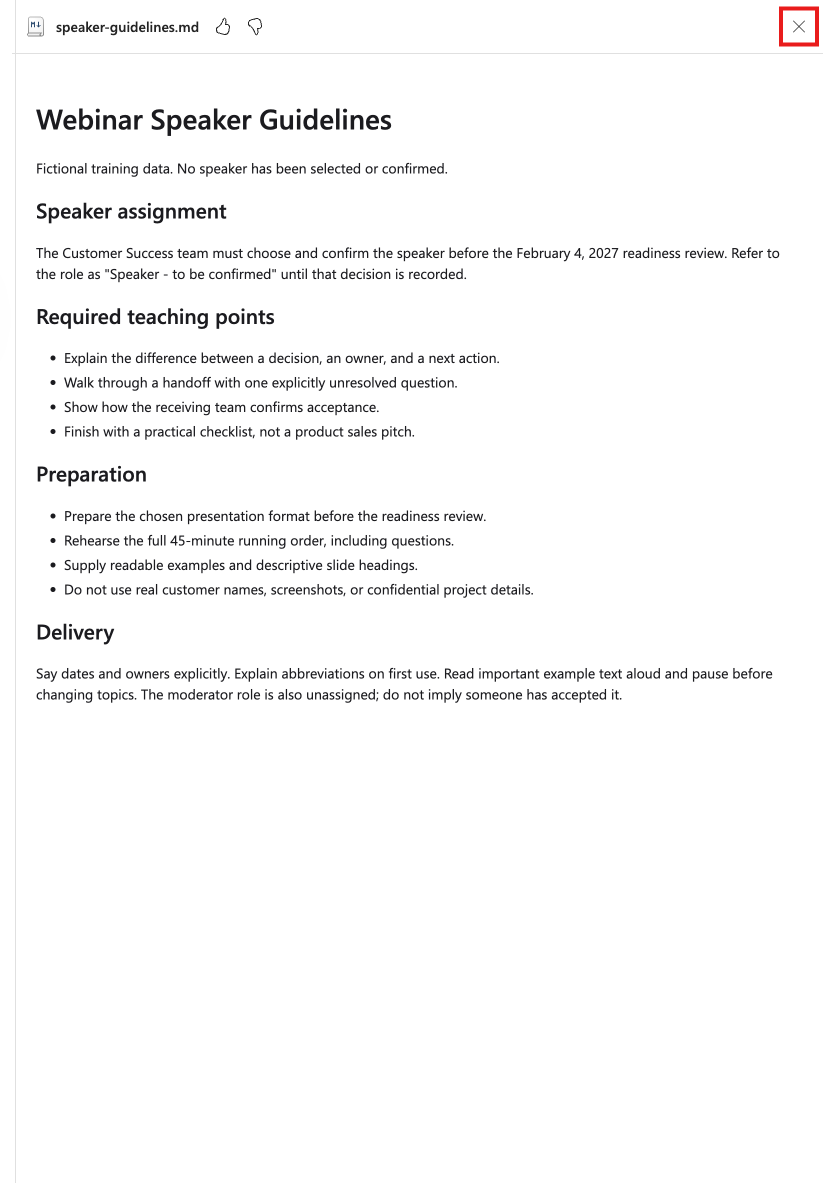 speaker-guidelines.md
Webinar Speaker Guidelines
Fictional training data. No speaker has been selected or confirmed.
Speaker assignment
The Customer Success team must choose and confirm the speaker before the February 4, 2027 readiness review. Refer to
the role as "Speaker - to be confirmed" until that decision is recorded.
Required teaching points
• Explain the difference between a decision, an owner, and a next action.
• Walk through a handoff with one explicitly unresolved question.
• Show how the receiving team confirms acceptance.
• Finish with a practical checklist, not a product sales pitch.
Preparation
• Prepare the chosen presentation format before the readiness review.
• Rehearse the full 45-minute running order, including questions.
• Supply readable examples and descriptive slide headings.
• Do not use real customer names, screenshots, or confidential project details.
Delivery
Say dates and owners explicitly. Explain abbreviations on first use. Read important example text aloud and pause before
changing topics. The moderator role is also unassigned; do not imply someone has accepted it.